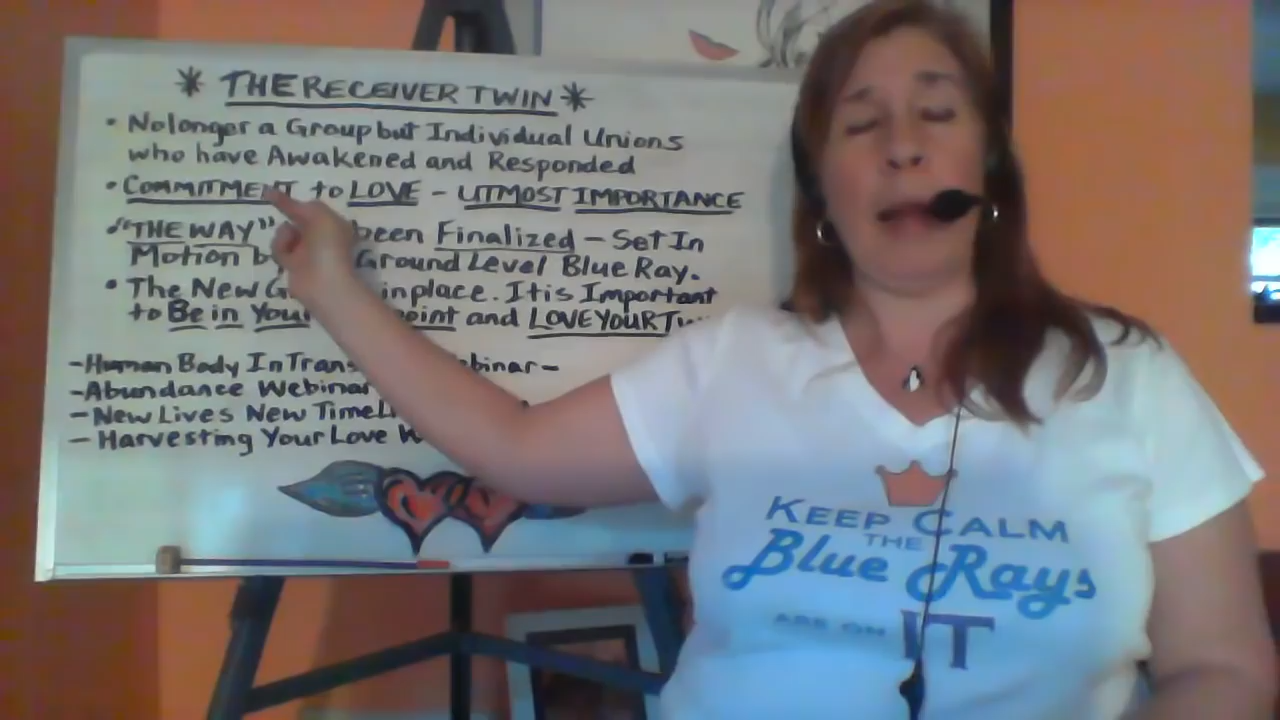 * THE RECEIVER TWIN *
• No longer a Group but Individual Unions
who have Awakened and Responded
• COMMITMENT to LOVE – UTMOST IMPORTANCE
• "THE WAY" been Finalized – Set In
Motion Ground Level Blue Ray.
• The New in place. It is Important
to Be in and LOVE YOUR
- Human Body In
- Abundance Webinar
- New Lives New
- Harvesting Your Love
KEEP CALM
THE
Blue Rays
ARE ON IT